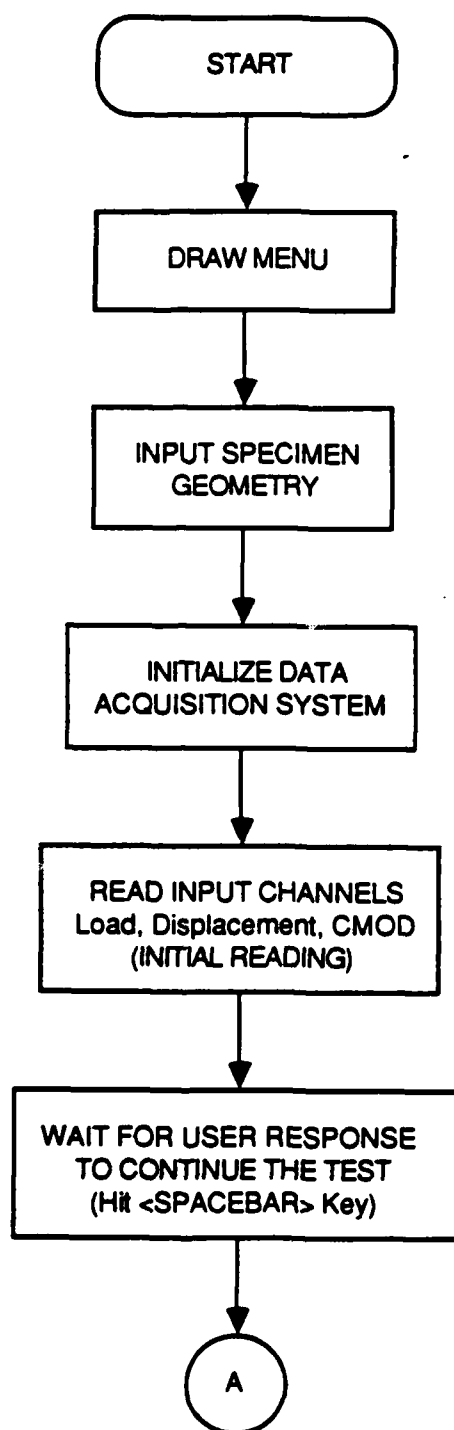 START
DRAW MENU
INPUT SPECIMEN
GEOMETRY
INITIALIZE DATA
ACQUISITION SYSTEM
READ INPUT CHANNELS
Load, Displacement, CMOD
(INITIAL READING)
WAIT FOR USER RESPONSE
TO CONTINUE THE TEST
(Hit <SPACEBAR> Key)
A